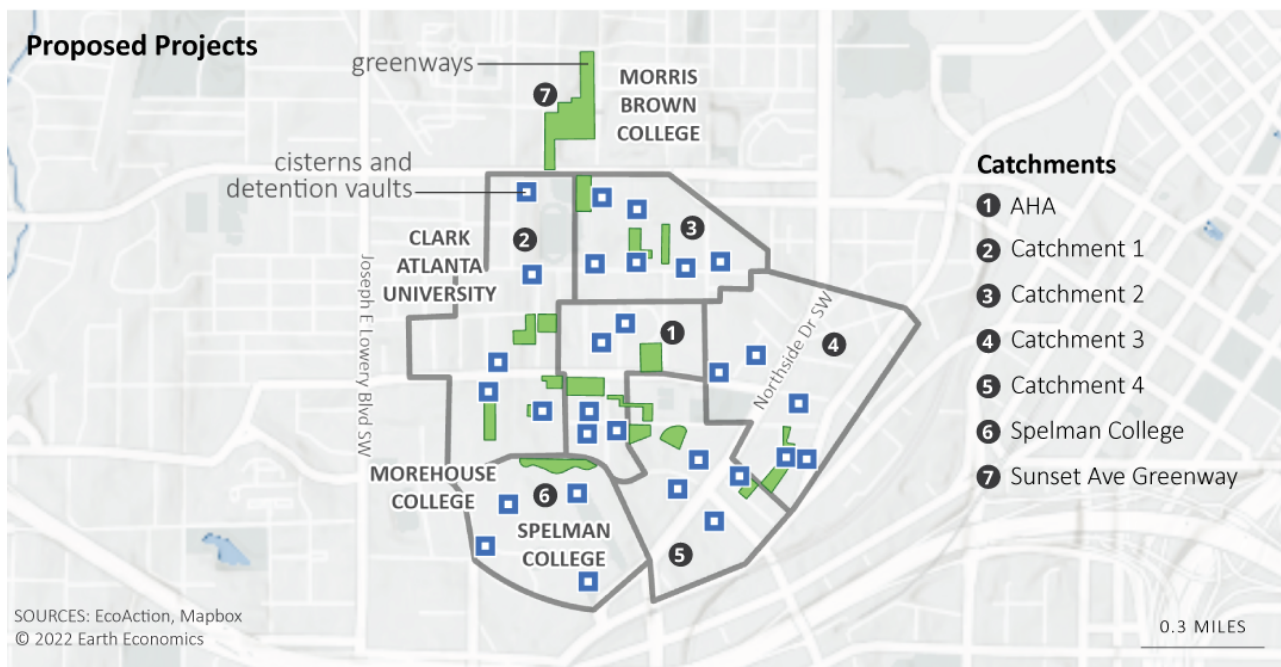 Proposed Projects
greenways
7
MORRIS
BROWN
COLLEGE
cisterns and
detention vaults
CLARK
ATLANTA
UNIVERSITY
2
3
1
4
Joseph E Lowery Blvd SW
Northside Dr SW
MOREHOUSE
COLLEGE
6
SPELMAN
COLLEGE
5
Catchments
1 AHA
2 Catchment 1
3 Catchment 2
4 Catchment 3
5 Catchment 4
6 Spelman College
7 Sunset Ave Greenway
SOURCES: EcoAction, Mapbox
© 2022 Earth Economics
0.3 MILES